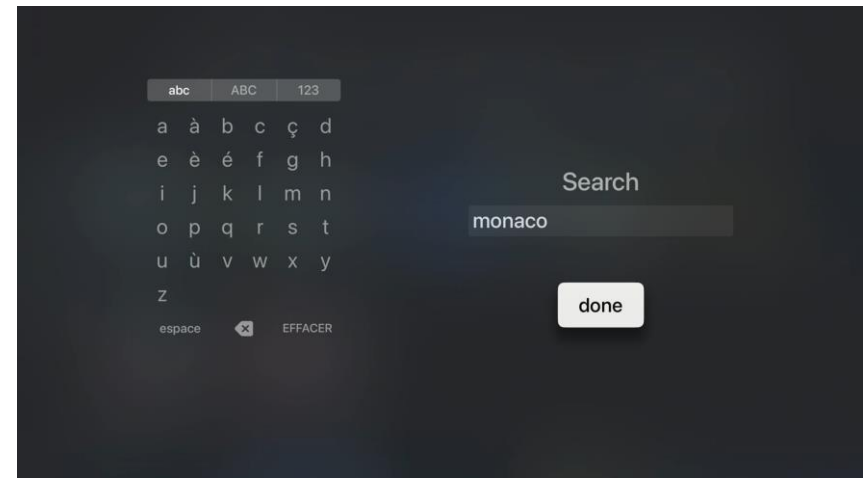 abc ABC 123
a à b c ç d
e è é f g h
i j k l m n
o p q r s t
u ù v w x y
z
espace EFFACER
Search
monaco
done